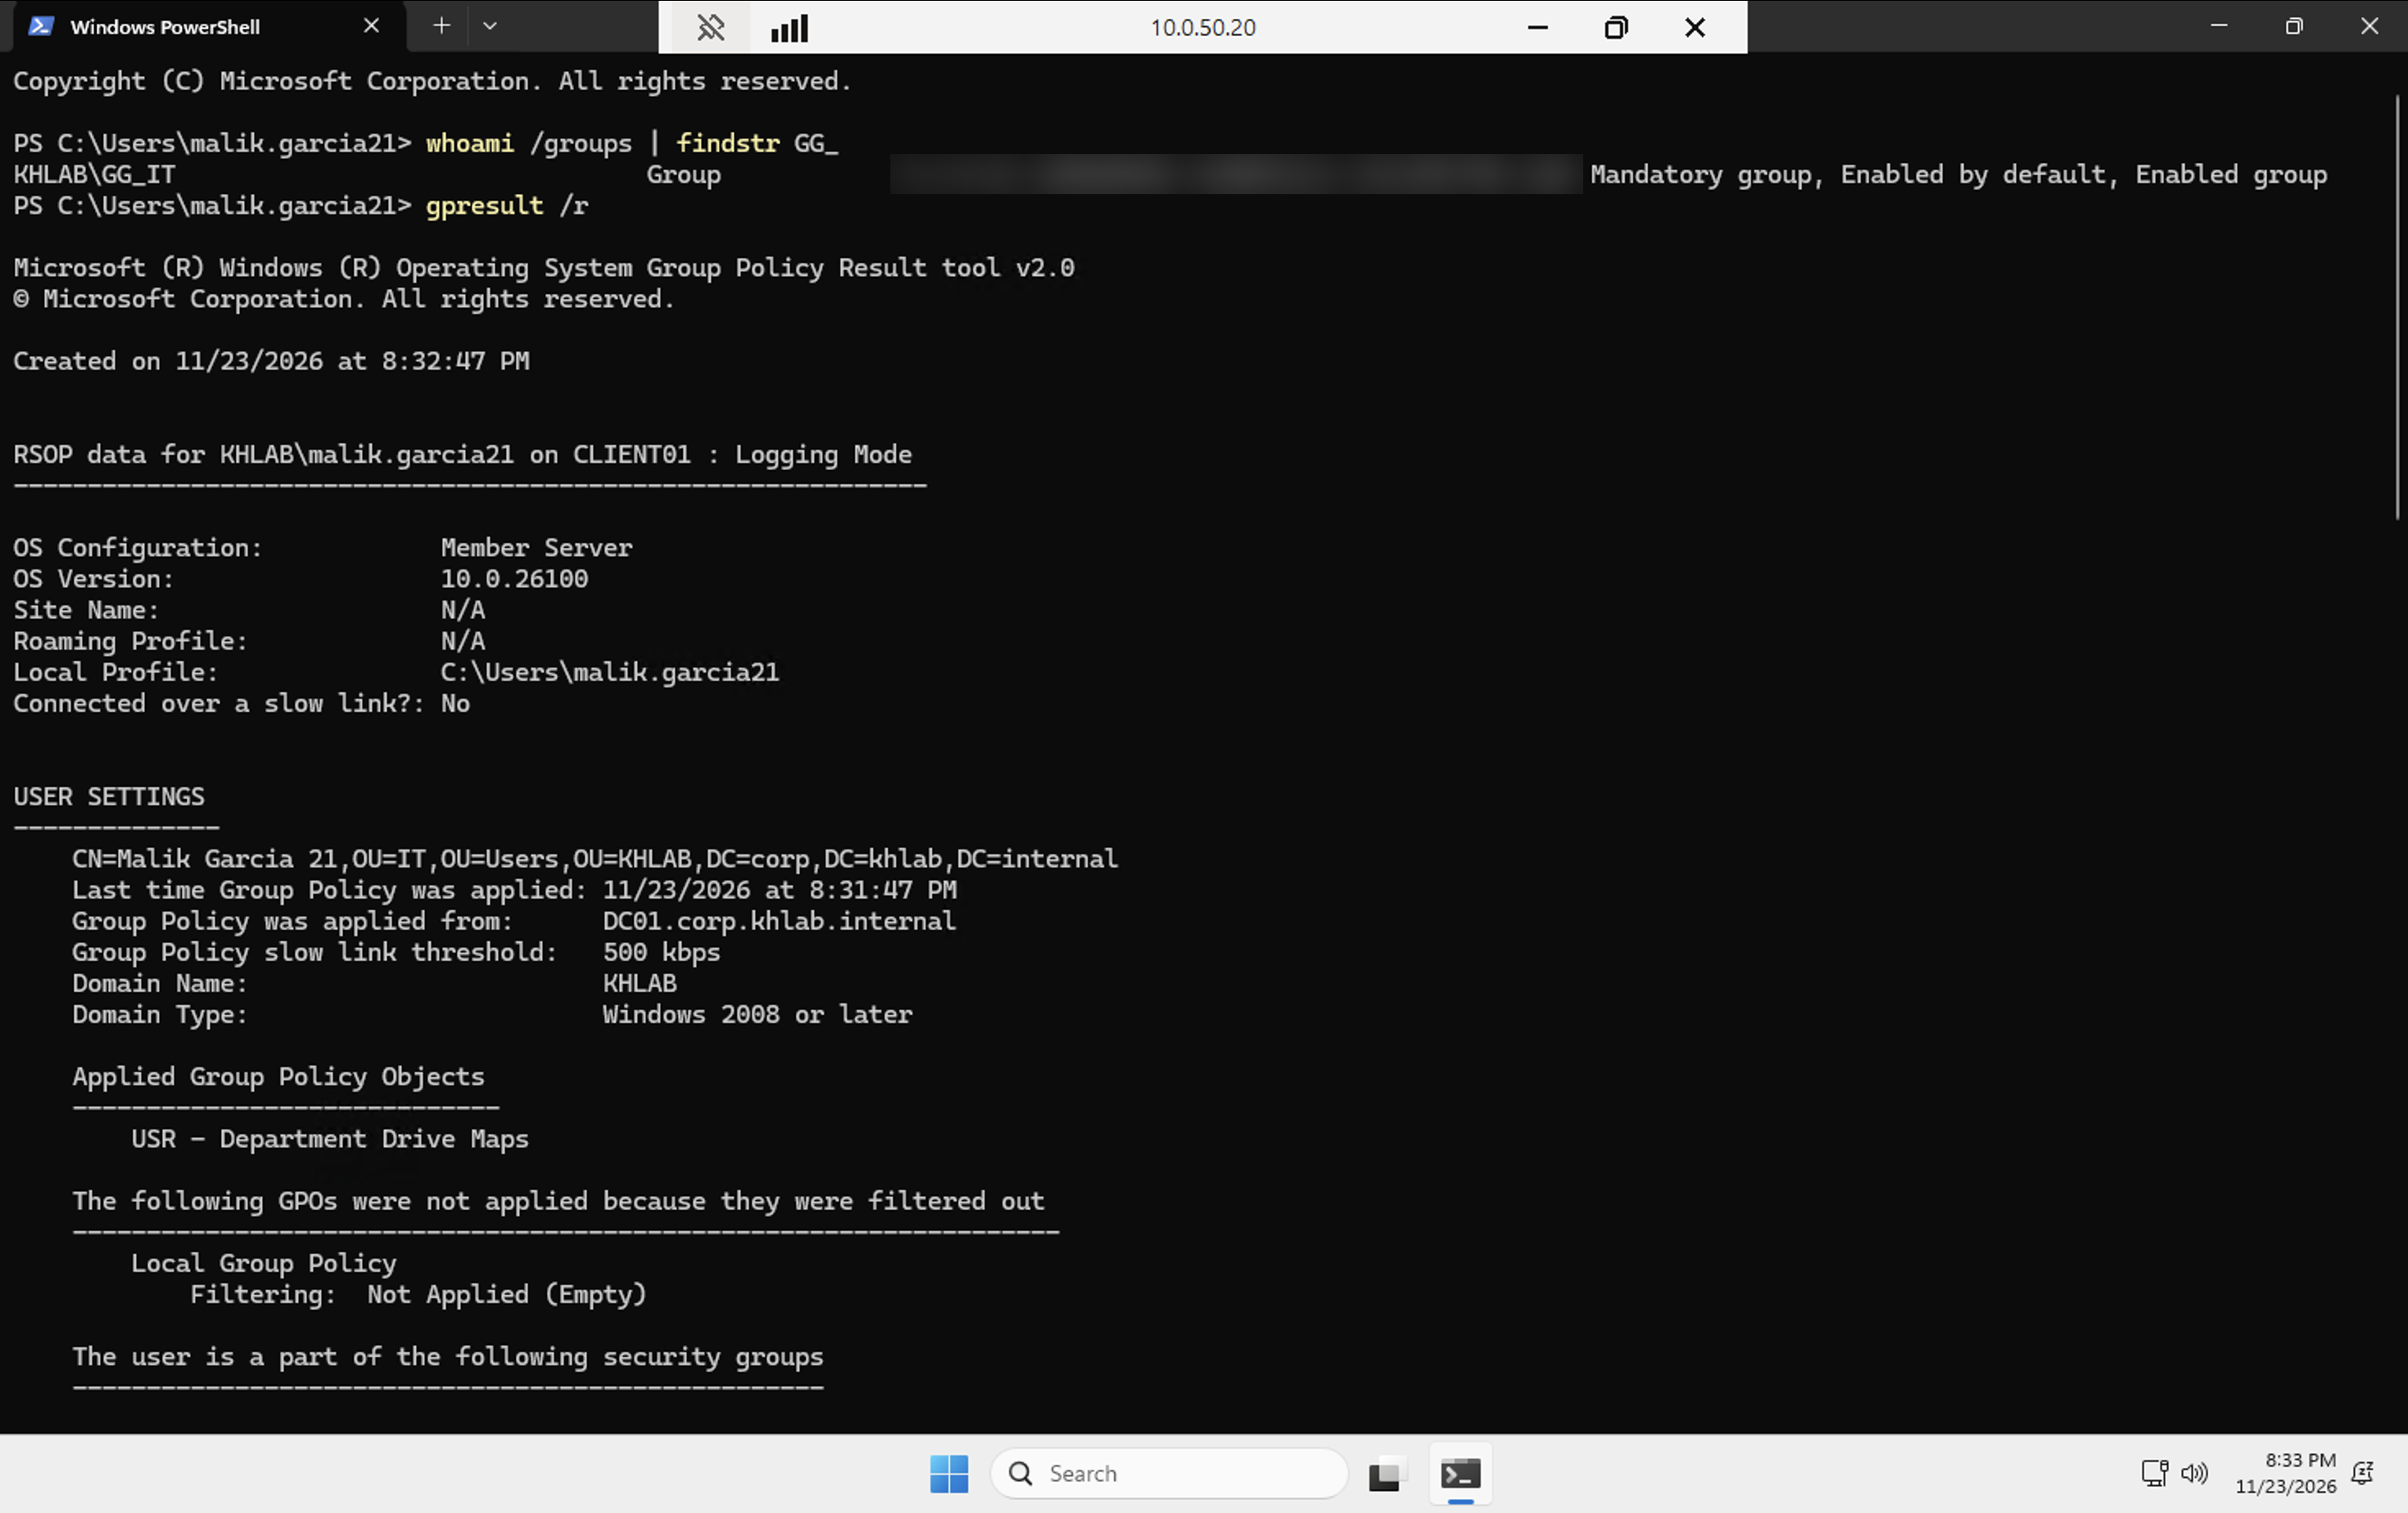 Windows PowerShell
10.0.50.20
Copyright (C) Microsoft Corporation. All rights reserved.
PS C:\Users\malik.garcia21> whoami /groups | findstr GG_
KHLAB\GG_IT Group Mandatory group, Enabled by default, Enabled group
PS C:\Users\malik.garcia21> gpresult /r
Microsoft (R) Windows (R) Operating System Group Policy Result tool v2.0
© Microsoft Corporation. All rights reserved.
Created on 11/23/2026 at 8:32:47 PM
RSOP data for KHLAB\malik.garcia21 on CLIENT01 : Logging Mode
--------------------------------------------------------------
OS Configuration: Member Server
OS Version: 10.0.26100
Site Name: N/A
Roaming Profile: N/A
Local Profile: C:\Users\malik.garcia21
Connected over a slow link?: No
USER SETTINGS
--------------
CN=Malik Garcia 21,OU=IT,OU=Users,OU=KHLAB,DC=corp,DC=khlab,DC=internal
Last time Group Policy was applied: 11/23/2026 at 8:31:47 PM
Group Policy was applied from: DC01.corp.khlab.internal
Group Policy slow link threshold: 500 kbps
Domain Name: KHLAB
Domain Type: Windows 2008 or later
Applied Group Policy Objects
-----------------------------
USR - Department Drive Maps
The following GPOs were not applied because they were filtered out
-------------------------------------------------------------------
Local Group Policy
Filtering: Not Applied (Empty)
The user is a part of the following security groups
---------------------------------------------------
Search
8:33 PM
11/23/2026